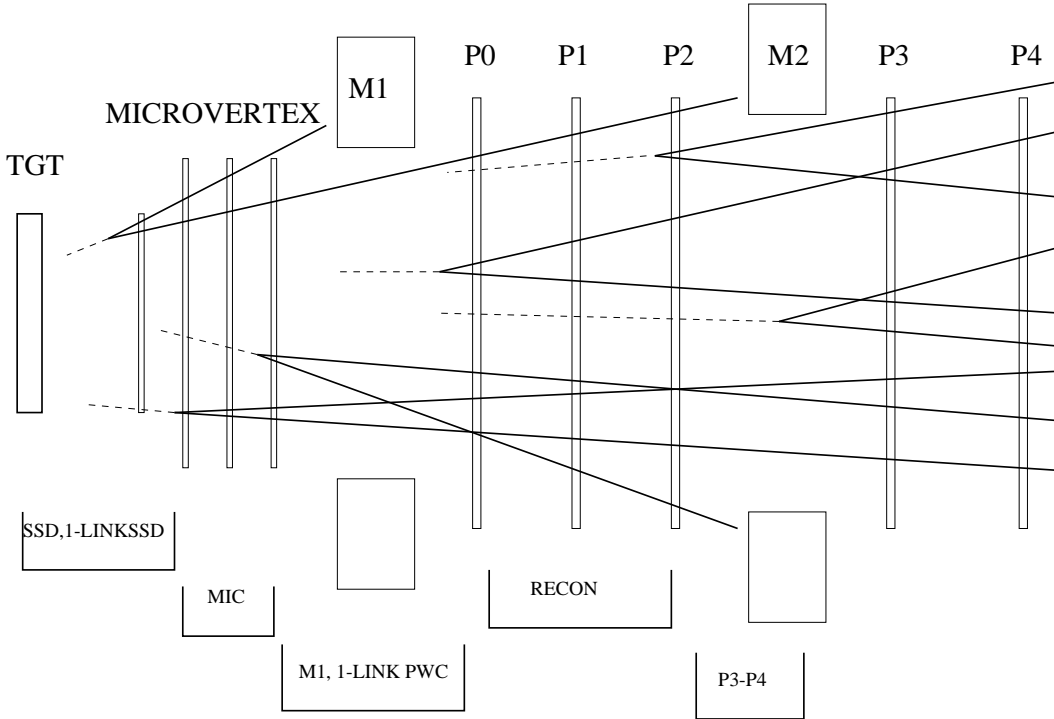 P0
P1
P2
M2
P3
P4
M1
MICROVERTEX
TGT
SSD,1-LINKSSD
MIC
RECON
M1, 1-LINK PWC
P3-P4